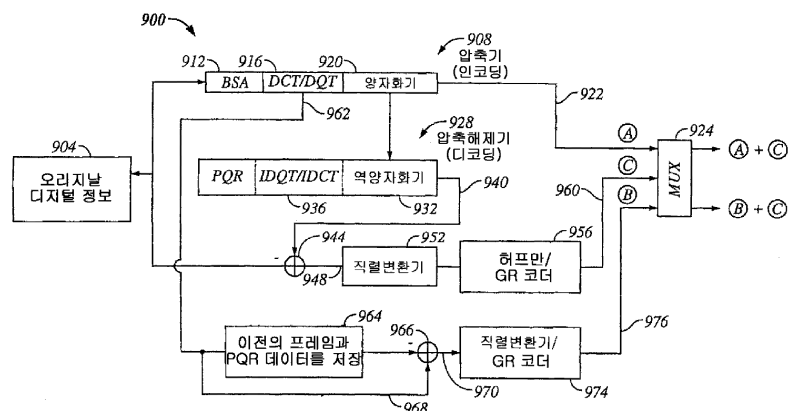 900
912
916
920
908
압축기
(인코딩)
BSA
DCT/DQT
양자화기
922
962
928
압축해제기
(디코딩)
904
오리지날
디지털 정보
PQR
IDQT/IDCT
역양자화기
940
936
932
924
A
C
B
MUX
A + C
B + C
960
944
-
948
952
직렬변환기
956
허프만/
GR 코더
976
964
이전의 프레임과
PQR 데이터를 저장
966
-
968
970
직렬변환기/
GR 코더
974